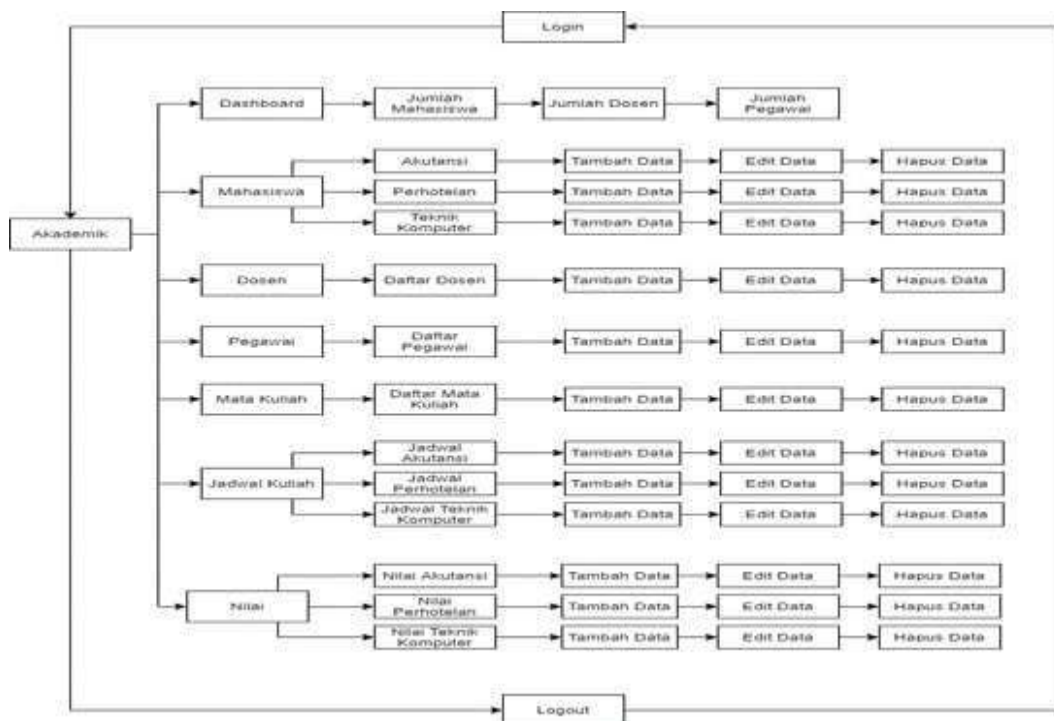 Login
Dashboard
Jumlah
Mahasiswa
Jumlah Dosen
Jumlah
Pegawai
Mahasiswa
Akutansi
Tambah Data
Edit Data
Hapus Data
Perhotelan
Tambah Data
Edit Data
Hapus Data
Teknik
Komputer
Tambah Data
Edit Data
Hapus Data
Akademik
Dosen
Daftar Dosen
Tambah Data
Edit Data
Hapus Data
Pegawai
Daftar
Pegawai
Tambah Data
Edit Data
Hapus Data
Mata Kuliah
Daftar Mata
Kuliah
Tambah Data
Edit Data
Hapus Data
Jadwal Kuliah
Jadwal
Akutansi
Tambah Data
Edit Data
Hapus Data
Jadwal
Perhotelan
Tambah Data
Edit Data
Hapus Data
Jadwal Teknik
Komputer
Tambah Data
Edit Data
Hapus Data
Nilai
Nilai Akutansi
Tambah Data
Edit Data
Hapus Data
Nilai
Perhotelan
Tambah Data
Edit Data
Hapus Data
Nilai Teknik
Komputer
Tambah Data
Edit Data
Hapus Data
Logout